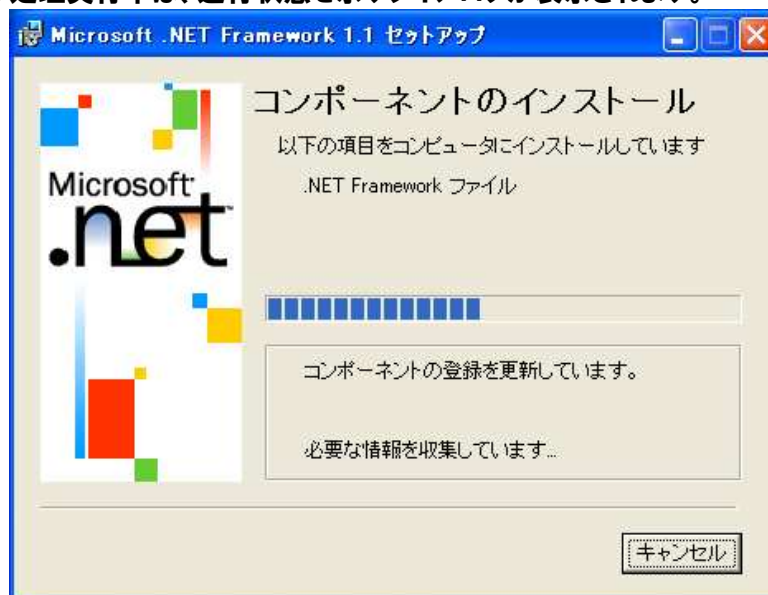 Microsoft .NET Framework 1.1 セットアップ
コンポーネントのインストール
以下の項目をコンピュータにインストールしています
.NET Framework ファイル
Microsoft
.net
コンポーネントの登録を更新しています。
必要な情報を収集しています...
キャンセル